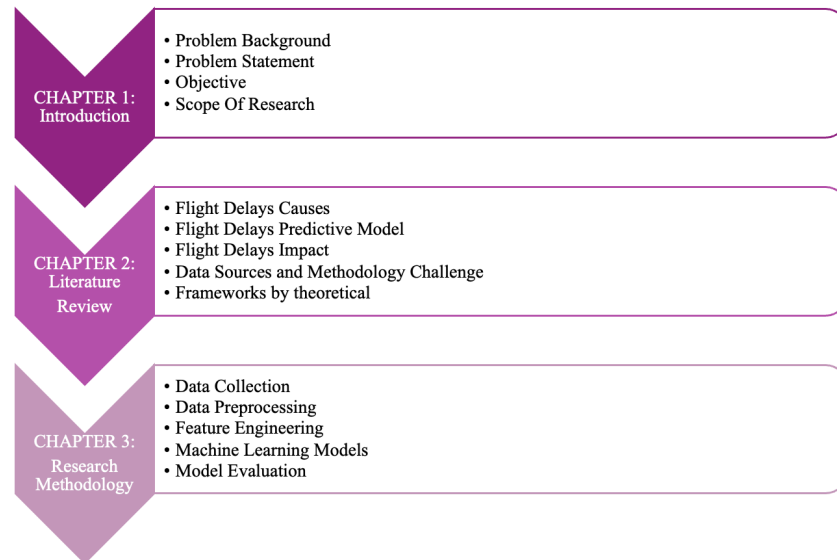 CHAPTER 1:
Introduction
• Problem Background
• Problem Statement
• Objective
• Scope Of Research
CHAPTER 2:
Literature
Review
• Flight Delays Causes
• Flight Delays Predictive Model
• Flight Delays Impact
• Data Sources and Methodology Challenge
• Frameworks by theoretical
CHAPTER 3:
Research
Methodology
• Data Collection
• Data Preprocessing
• Feature Engineering
• Machine Learning Models
• Model Evaluation